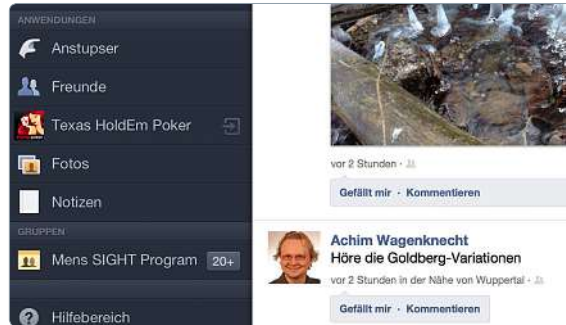 ANWENDUNGEN
Anstupser
Freunde
Texas HoldEm Poker
Fotos
Notizen
GRUPPEN
Mens SIGHT Program 20+
Hilfebereich
vor 2 Stunden ·
Gefällt mir · Kommentieren
Achim Wagenknecht
Höre die Goldberg-Variationen
vor 2 Stunden in der Nähe von Wuppertal ·
Gefällt mir · Kommentieren